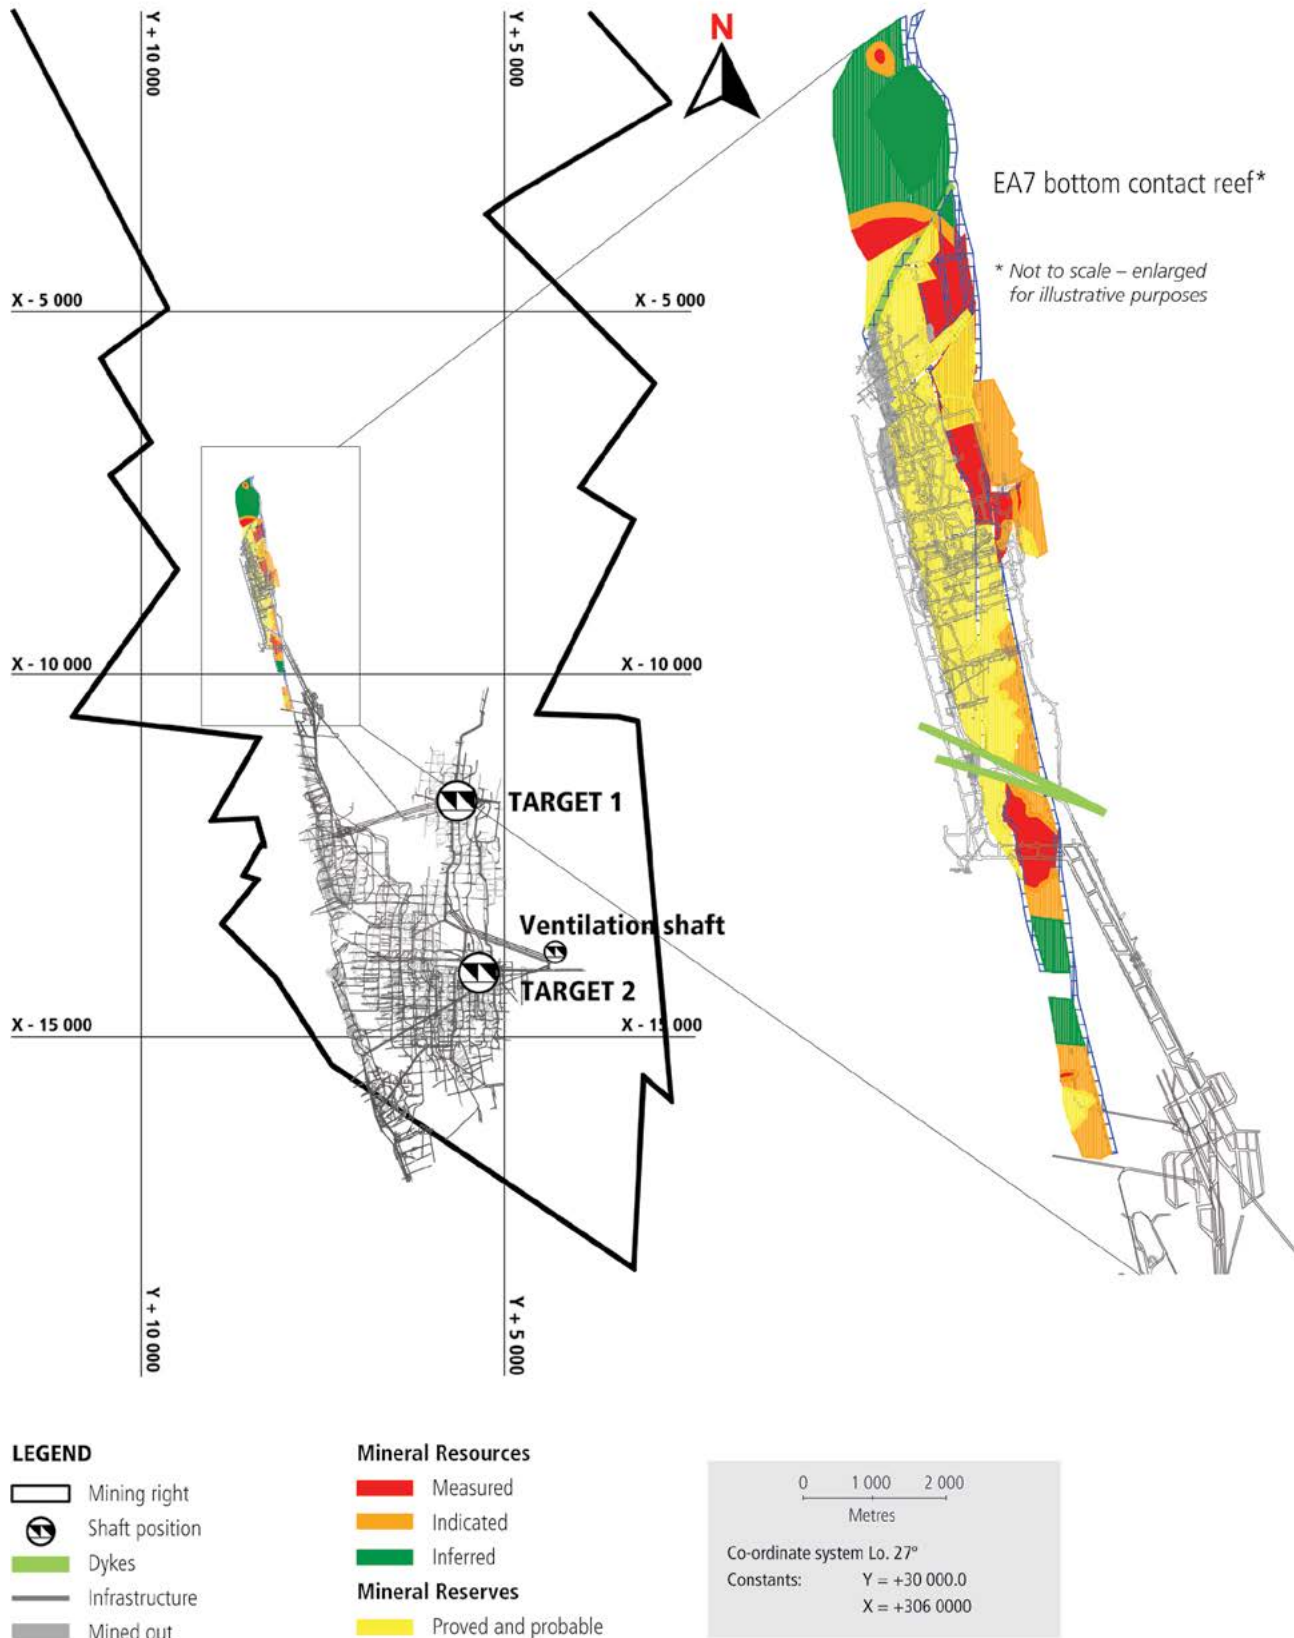 Y + 10 000
Y + 5 000
N
EA7 bottom contact reef*
* Not to scale – enlarged
for illustrative purposes
X - 5 000
X - 5 000
X - 10 000
X - 10 000
TARGET 1
Ventilation shaft
TARGET 2
X - 15 000
X - 15 000
Y + 10 000
Y + 5 000
LEGEND
Mining right
Shaft position
Dykes
Infrastructure
Mined out
Mineral Resources
Measured
Indicated
Inferred
Mineral Reserves
Proved and probable
0 1 000 2 000
Metres
Co-ordinate system Lo. 27º
Constants: Y = +30 000.0
X = +306 0000